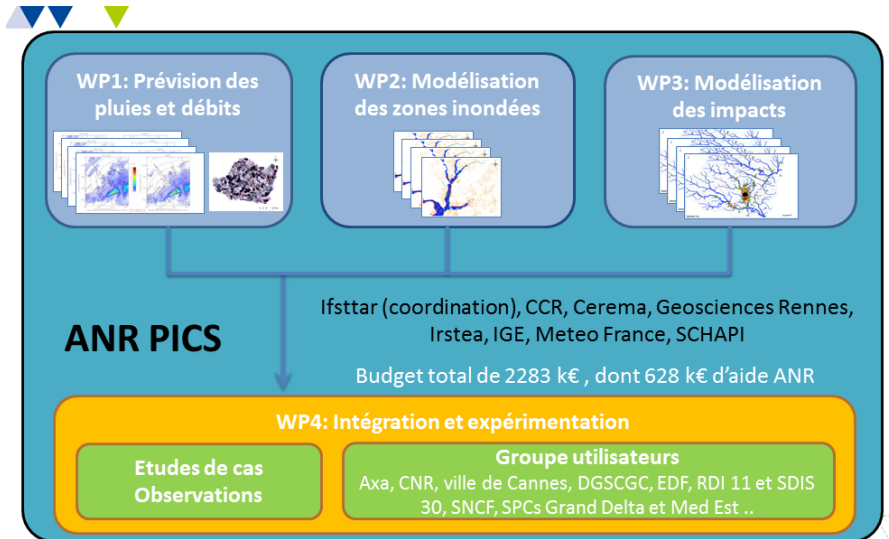 WP1: Prévision des
pluies et débits
WP2: Modélisation
des zones inondées
WP3: Modélisation
des impacts
Ifsttar (coordination), CCR, Cerema, Geosciences Rennes,
Irstea, IGE, Meteo France, SCHAPI
ANR PICS
Budget total de 2283 k€ , dont 628 k€ d'aide ANR
WP4: Intégration et expérimentation
Etudes de cas
Observations
Groupe utilisateurs
Axa, CNR, ville de Cannes, DGSCGC, EDF, RDI 11 et SDIS
30, SNCF, SPCs Grand Delta et Med Est ..